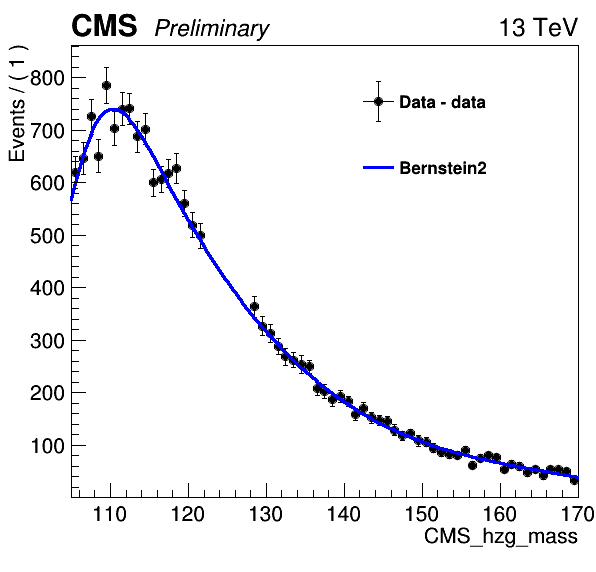 CMS Preliminary 13 TeV
Events / ( 1 )
800
700
600
500
400
300
200
100
Data - data
Bernstein2
110 120 130 140 150 160 170
CMS_hzg_mass